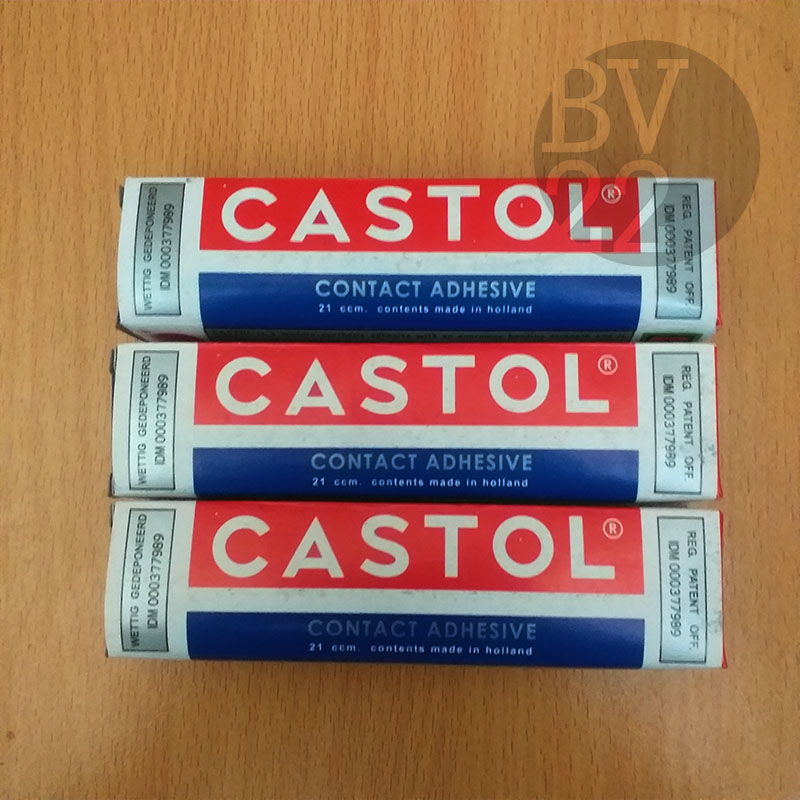 BV
22
CASTOL®
CONTACT ADHESIVE
21 ccm. contents made in holland
WETTIG GEDEPONEERD
IDM 000377989
REG. PATENT OFF.
IDM 000377989
CASTOL®
CONTACT ADHESIVE
21 ccm. contents made in holland
WETTIG GEDEPONEERD
IDM 000377989
REG. PATENT OFF.
IDM 000377989
CASTOL®
CONTACT ADHESIVE
21 ccm. contents made in holland
WETTIG GEDEPONEERD
IDM 000377989
REG. PATENT OFF.
IDM 000377989